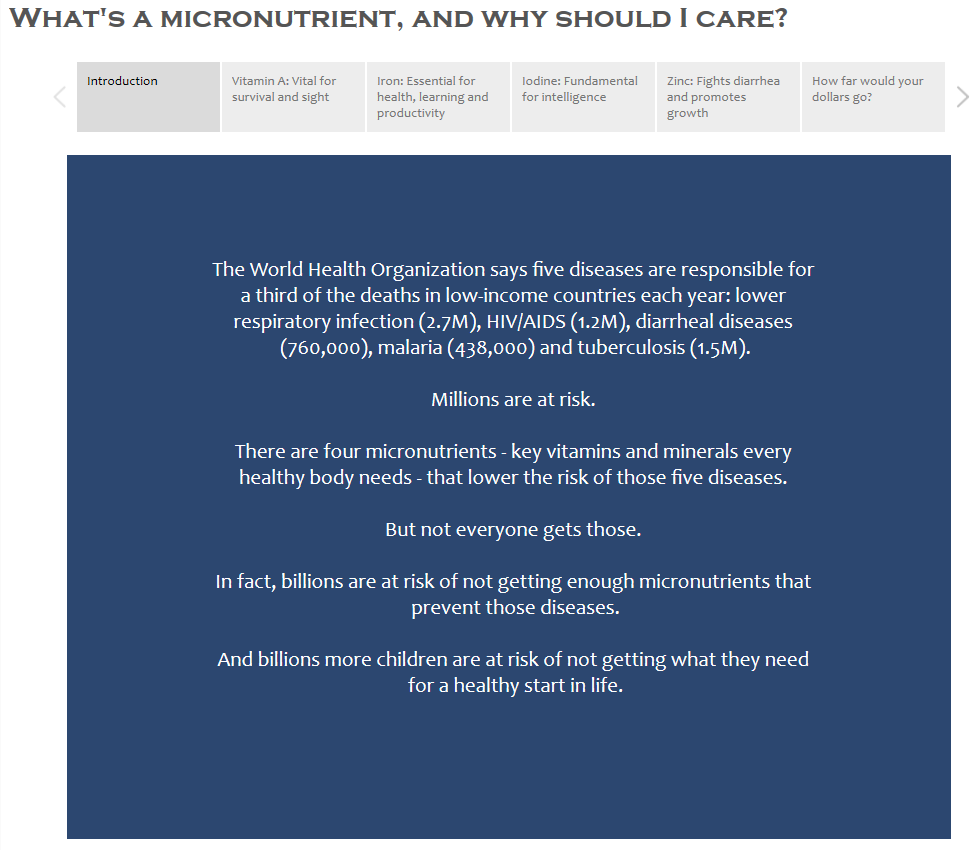 What's a micronutrient, and why should I care?
Introduction
Vitamin A: Vital for
survival and sight
Iron: Essential for
health, learning and
productivity
Iodine: Fundamental
for intelligence
Zinc: Fights diarrhea
and promotes
growth
How far would your
dollars go?
The World Health Organization says five diseases are responsible for
a third of the deaths in low-income countries each year: lower
respiratory infection (2.7M), HIV/AIDS (1.2M), diarrheal diseases
(760,000), malaria (438,000) and tuberculosis (1.5M).
Millions are at risk.
There are four micronutrients - key vitamins and minerals every
healthy body needs - that lower the risk of those five diseases.
But not everyone gets those.
In fact, billions are at risk of not getting enough micronutrients that
prevent those diseases.
And billions more children are at risk of not getting what they need
for a healthy start in life.